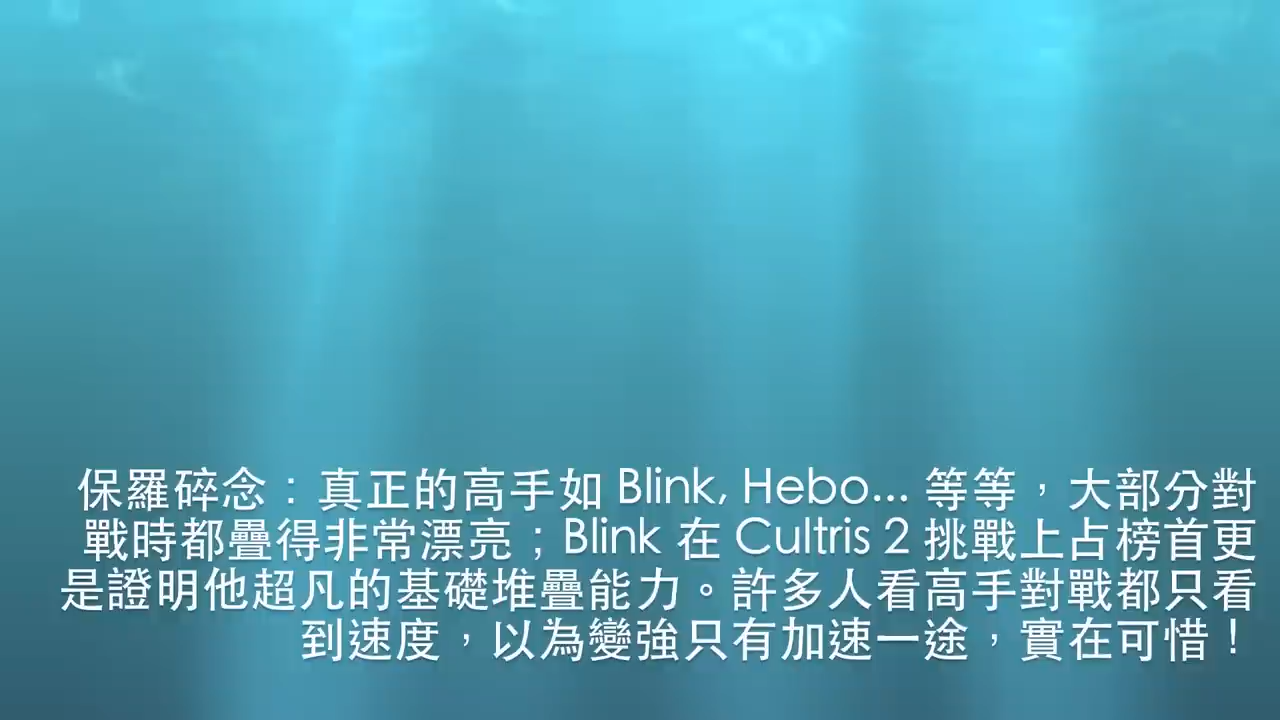 保羅碎念：真正的高手如 Blink, Hebo... 等等，大部分對
戰時都疊得非常漂亮；Blink 在 Cultris 2 挑戰上占榜首更
是證明他超凡的基礎堆疊能力。許多人看高手對戰都只看
到速度，以為變強只有加速一途，實在可惜！